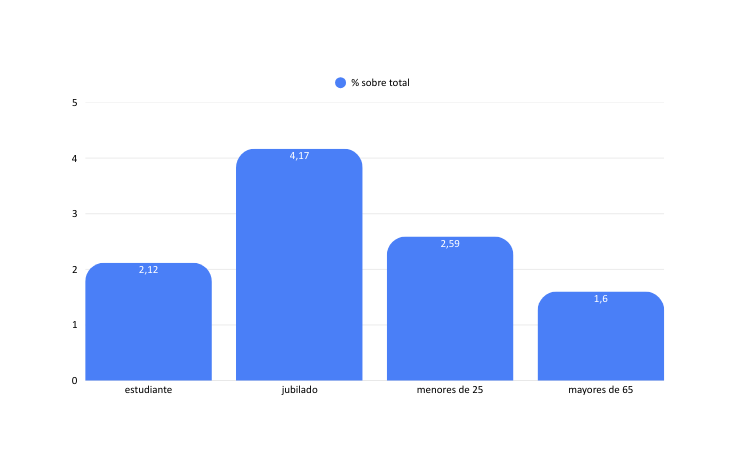 % sobre total
5
4
3
2
1
0
2,12
4,17
2,59
1,6
estudiante
jubilado
menores de 25
mayores de 65